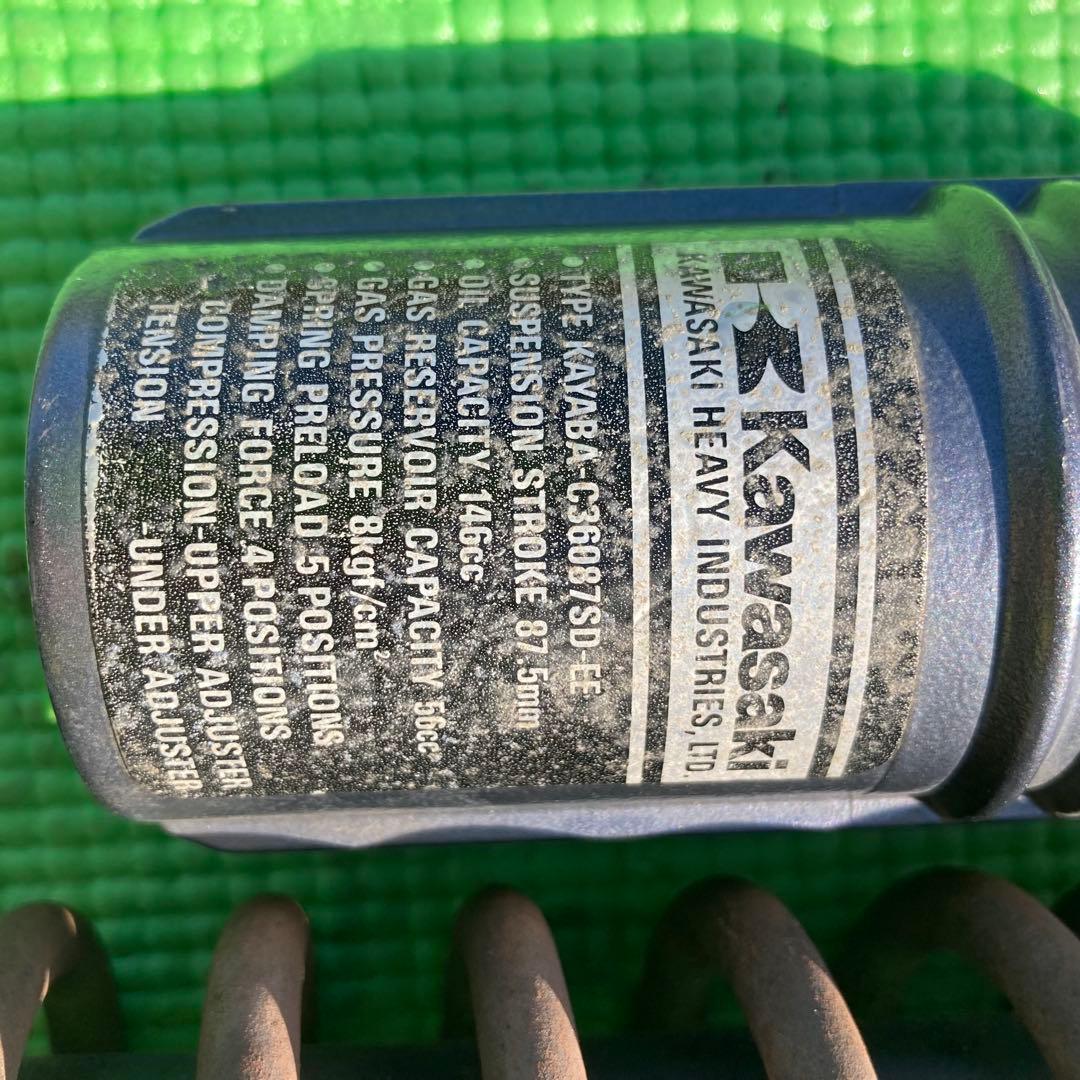 Kawasaki
KAWASAKI HEAVY INDUSTRIES, LTD.
• TYPE KAYABA-C36087SD-EE
• SUSPENSION STROKE 87.5mm
• OIL CAPACITY 146cc
• GAS RESERVOIR CAPACITY 56cc
• GAS PRESSURE 8kgf/cm²
• SPRING PRELOAD 5 POSITIONS
• DAMPING FORCE 4 POSITIONS
- COMPRESSION-UPPER ADJUSTER
TENSION -UNDER ADJUSTER